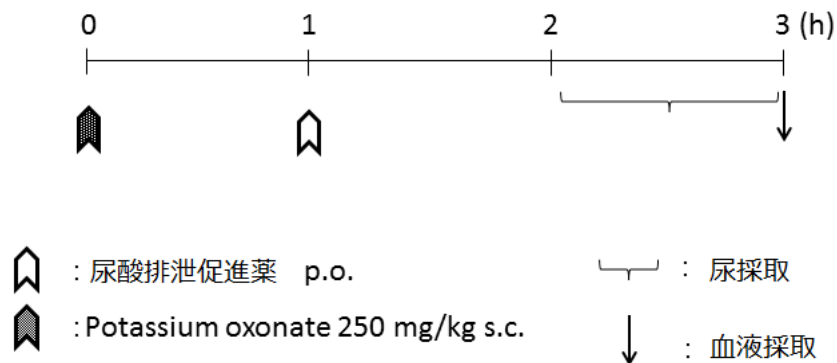 0 1 2 3 (h)
: 尿酸排泄促進薬 p.o.
: 尿採取
: Potassium oxonate 250 mg/kg s.c.
: 血液採取